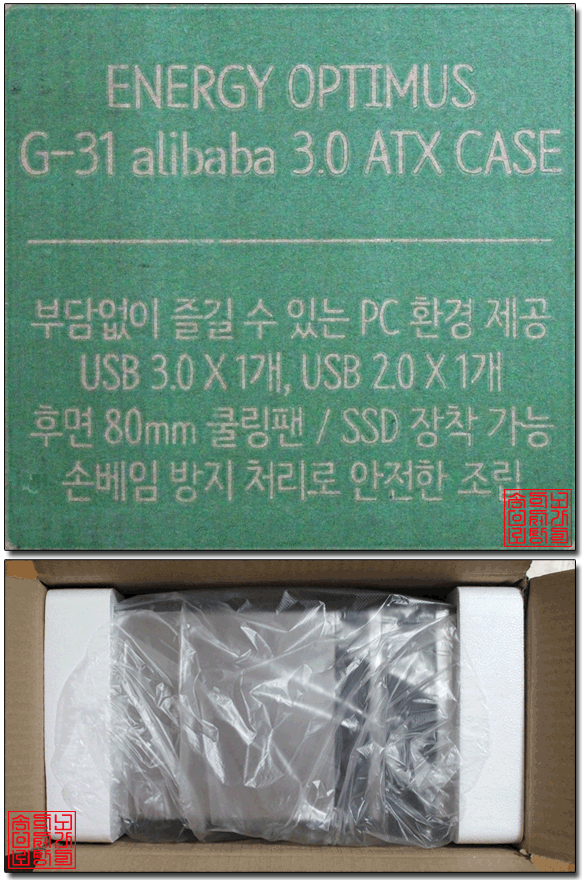 ENERGY OPTIMUS
G-31 alibaba 3.0 ATX CASE
부담없이 즐길 수 있는 PC 환경 제공
USB 3.0 X 1개, USB 2.0 X 1개
후면 80mm 쿨링팬 / SSD 장착 가능
손베임 방지 처리로 안전한 조립